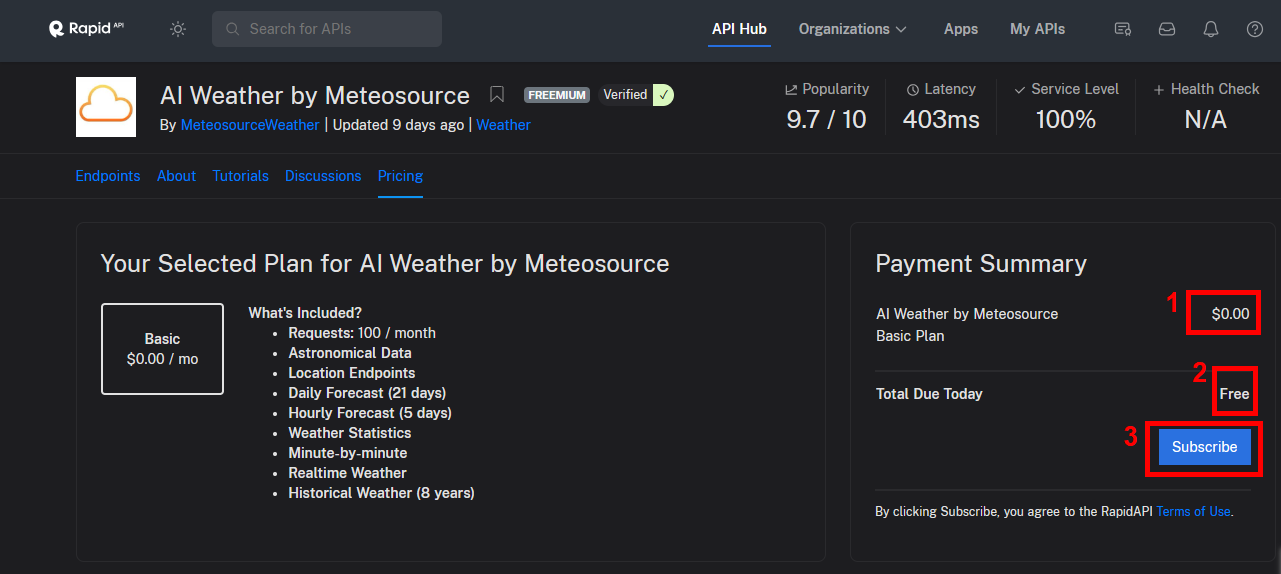 Rapid API
Search for APIs
API Hub
Organizations
Apps
My APIs
AI Weather by Meteosource
FREEMIUM
Verified ✓
By MeteosourceWeather | Updated 9 days ago | Weather
Popularity
9.7 / 10
Latency
403ms
Service Level
100%
Health Check
N/A
Endpoints
About
Tutorials
Discussions
Pricing
Your Selected Plan for AI Weather by Meteosource
Basic
$0.00 / mo
What's Included?
• Requests: 100 / month
• Astronomical Data
• Location Endpoints
• Daily Forecast (21 days)
• Hourly Forecast (5 days)
• Weather Statistics
• Minute-by-minute
• Realtime Weather
• Historical Weather (8 years)
Payment Summary
AI Weather by Meteosource
Basic Plan
1
$0.00
Total Due Today
2
Free
3
Subscribe
By clicking Subscribe, you agree to the RapidAPI Terms of Use.